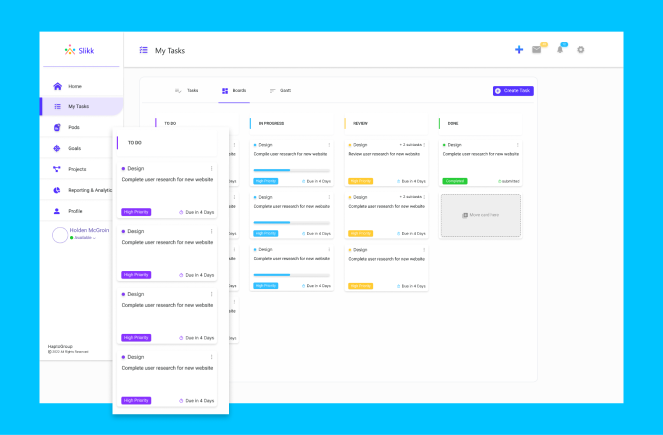 Slikk
My Tasks
Home
My Tasks
Pods
Goals
Projects
Reporting & Analytic
Profile
Holden McGroin
Available
HaptoGroup
Tasks
Boards
Gantt
Create Task
TO DO
TO DO
Design
Complete user research for new website
High Priority
Due in 4 Days
Design
Complete user research for new website
High Priority
Due in 4 Days
Design
Complete user research for new website
High Priority
Due in 4 Days
Design
Complete user research for new website
High Priority
Due in 4 Days
IN PROGRESS
Design
Compile user research for new website
High Priority
Due in 4 Days
Design
Complete user research for new website
High Priority
Due in 4 Days
Design
Complete user research for new website
High Priority
Due in 4 Days
REVIEW
Design
+ 3 subtasks
Review user research for new website
High Priority
Due in 4 Days
Design
+ 3 subtasks
Complete user research for new website
High Priority
Due in 4 Days
Design
Complete user research for new website
High Priority
Due in 4 Days
DONE
Design
Complete user research for new website
Completed
submitted
Move card here